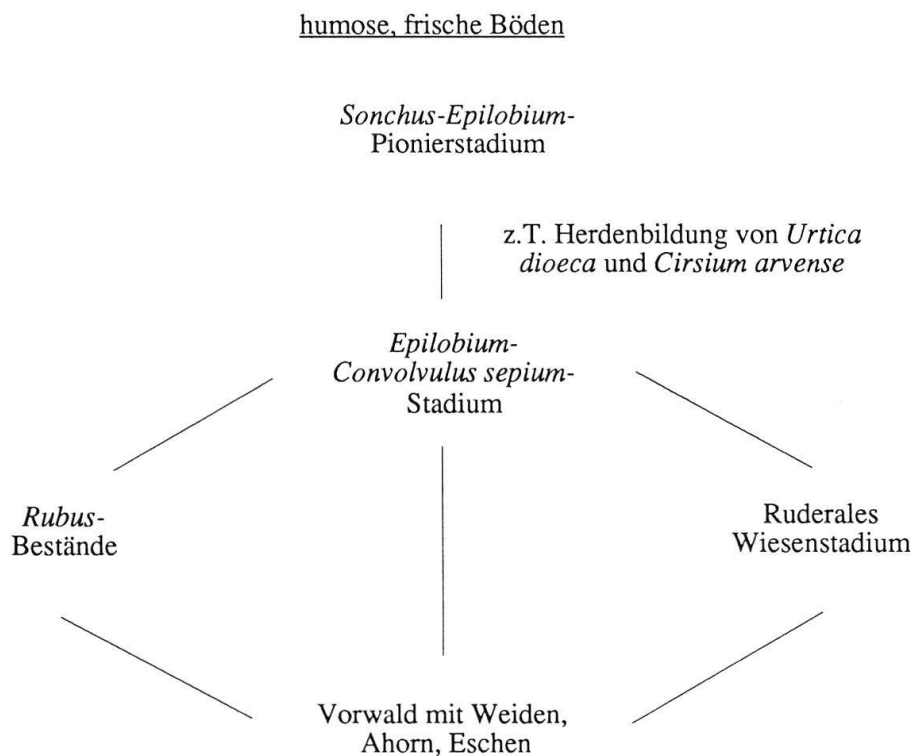 humose, frische Böden
Sonchus-Epilobium-
Pionierstadium
z.T. Herdenbildung von Urtica
dioeca und Cirsium arvense
Epilobium-
Convolvulus sepium-
Stadium
Rubus-
Bestände
Ruderales
Wiesenstadium
Vorwald mit Weiden,
Ahorn, Eschen